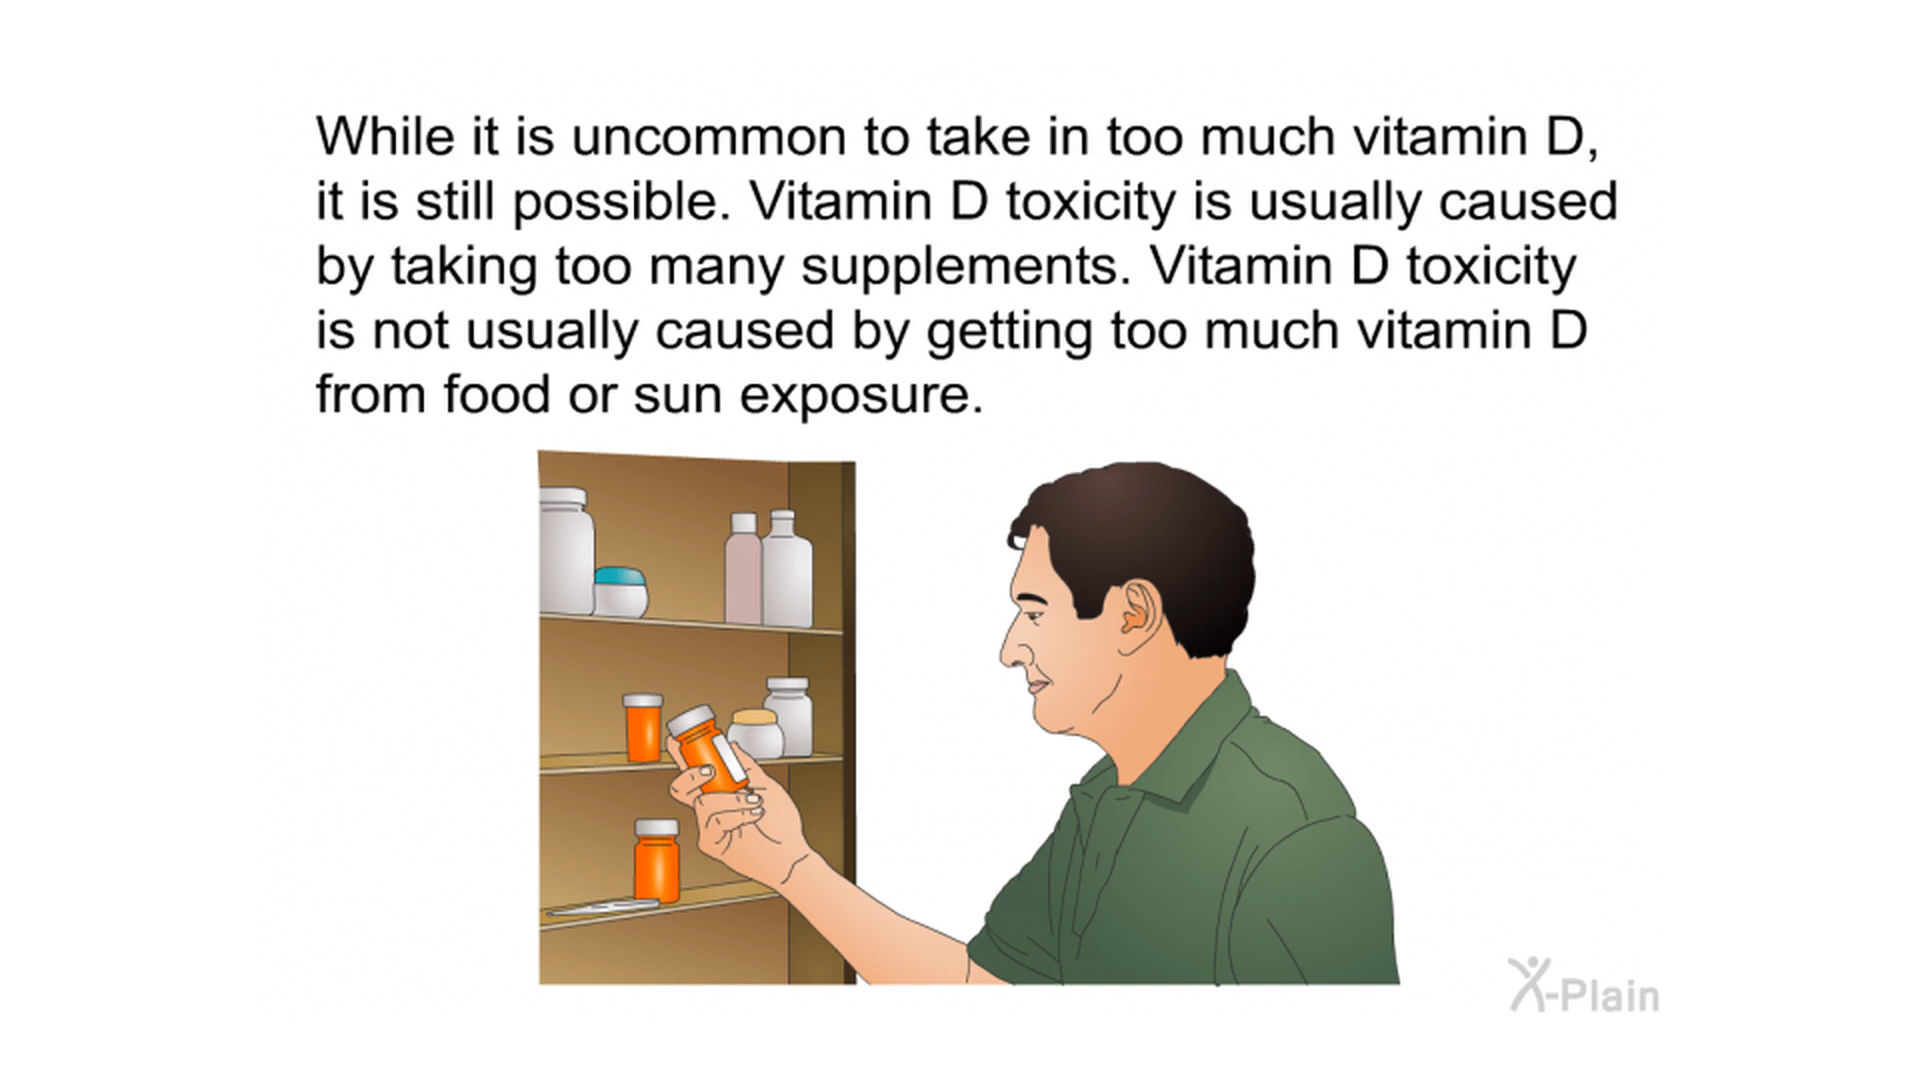 While it is uncommon to take in too much vitamin D,
it is still possible. Vitamin D toxicity is usually caused
by taking too many supplements. Vitamin D toxicity
is not usually caused by getting too much vitamin D
from food or sun exposure.
X-Plain